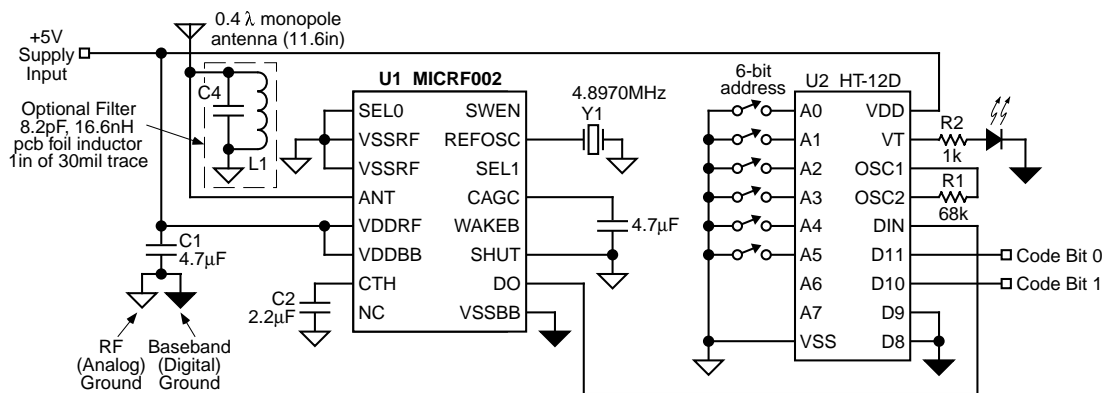 0.4 λ monopole
antenna (11.6in)
+5V
Supply
Input
Optional Filter
8.2pF, 16.6nH
pcb foil inductor
1in of 30mil trace
C4
L1
C1
4.7µF
RF
(Analog)
Ground
Baseband
(Digital)
Ground
C2
2.2µF
U1 MICRF002
SEL0
VSSRF
VSSRF
ANT
VDDRF
VDDBB
CTH
NC
SWEN
REFOSC
SEL1
CAGC
WAKEB
SHUT
DO
VSSBB
4.8970MHz
Y1
4.7µF
6-bit
address
U2 HT-12D
A0
A1
A2
A3
A4
A5
A6
A7
VSS
VDD
VT
OSC1
OSC2
DIN
D11
D10
D9
D8
R2
1k
R1
68k
Code Bit 0
Code Bit 1